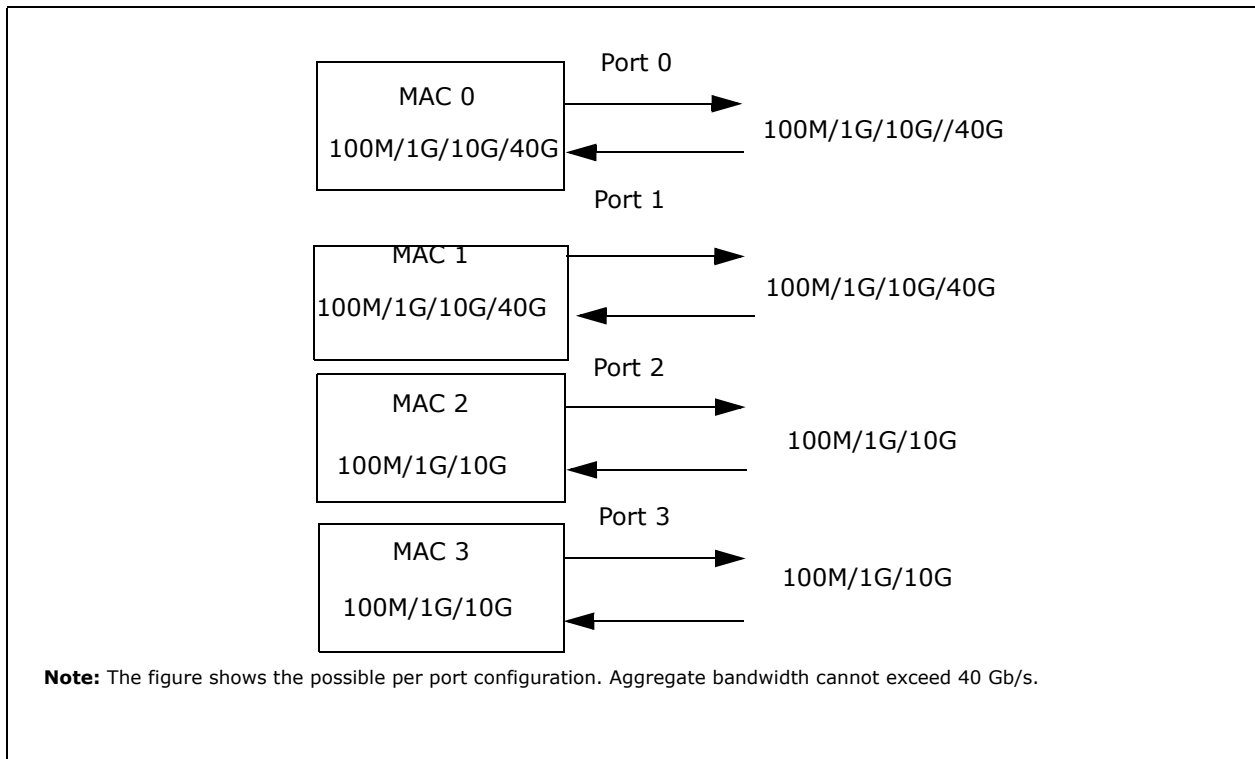 Port 0
MAC 0
100M/1G/10G/40G
100M/1G/10G//40G
Port 1
MAC 1
100M/1G/10G/40G
100M/1G/10G/40G
Port 2
MAC 2
100M/1G/10G
100M/1G/10G
Port 3
MAC 3
100M/1G/10G
100M/1G/10G
Note: The figure shows the possible per port configuration. Aggregate bandwidth cannot exceed 40 Gb/s.